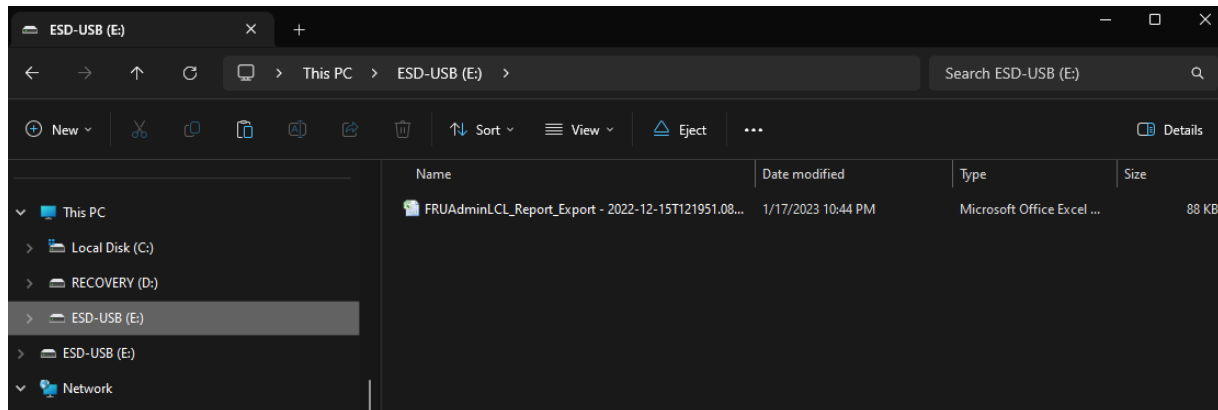 ESD-USB (E:)
This PC > ESD-USB (E:) >
Search ESD-USB (E:)
New
Sort
View
Eject
Details
Name Date modified Type Size
FRUAdminLCL_Report_Export - 2022-12-15T121951.08... 1/17/2023 10:44 PM Microsoft Office Excel ... 88 KB
This PC
Local Disk (C:)
RECOVERY (D:)
ESD-USB (E:)
ESD-USB (E:)
Network